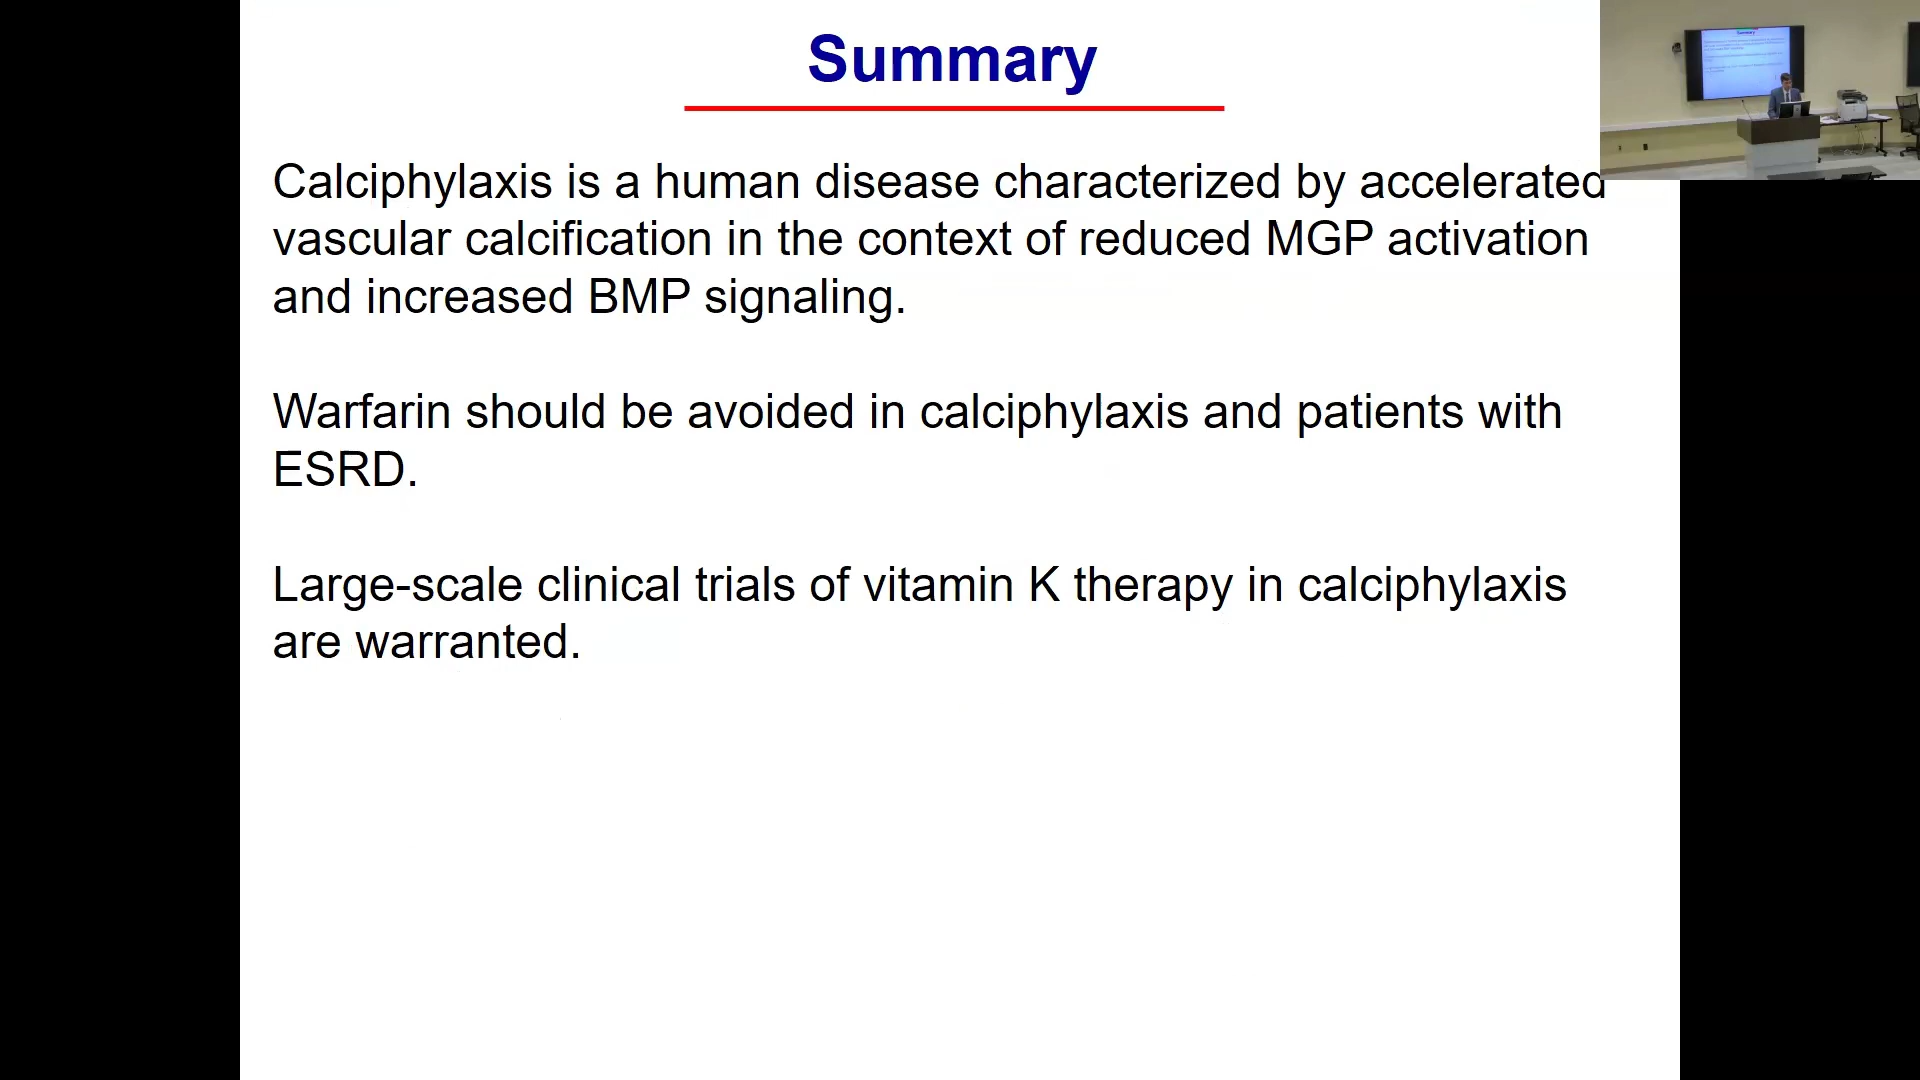 Summary
Calciphylaxis is a human disease characterized by accelerated
vascular calcification in the context of reduced MGP activation
and increased BMP signaling.
Warfarin should be avoided in calciphylaxis and patients with
ESRD.
Large-scale clinical trials of vitamin K therapy in calciphylaxis
are warranted.
Summary